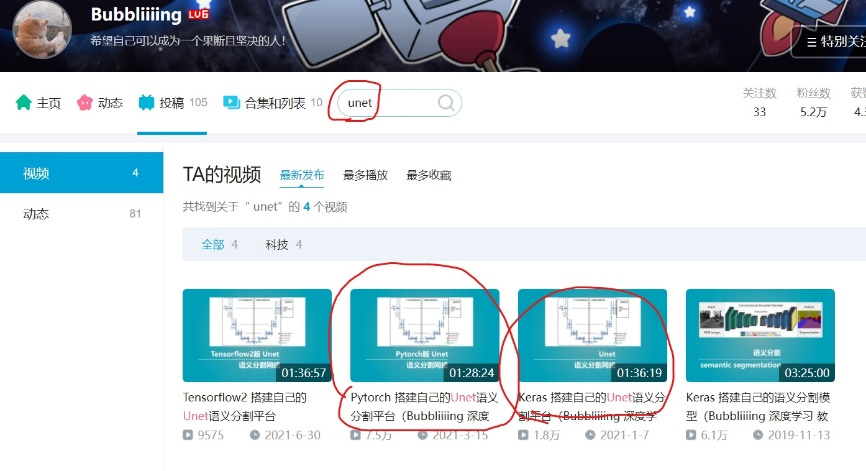 Bubbliiiing LV6
希望自己可以成为一个果断且坚决的人!
三 特别关注
主页 动态 投稿 105 合集和列表 10 unet
关注数 粉丝数
33 5.2万
视频 4
动态 81
TA的视频 最新发布 最多播放 最多收藏
共找到关于“ unet”的 4 个视频
全部 4 科技 4
Tensorflow2版 Unet
语义分割网络
01:36:57
Pytorch版 Unet
语义分割网络
01:28:24
Unet
语义分割网络
01:36:19
语义分割
semantic segmentation
03:25:00
Tensorflow2 搭建自己的
Unet语义分割平台
9575 2021-6-30
Pytorch 搭建自己的Unet语义
分割平台（Bubbliiiing 深度
7.5万 2021-3-15
Keras 搭建自己的Unet语义分
割平台（Bubbliiiing 深度学
1.8万 2021-1-7
Keras 搭建自己的语义分割模
型（Bubbliiiing 深度学习 教
6.1万 2019-11-13